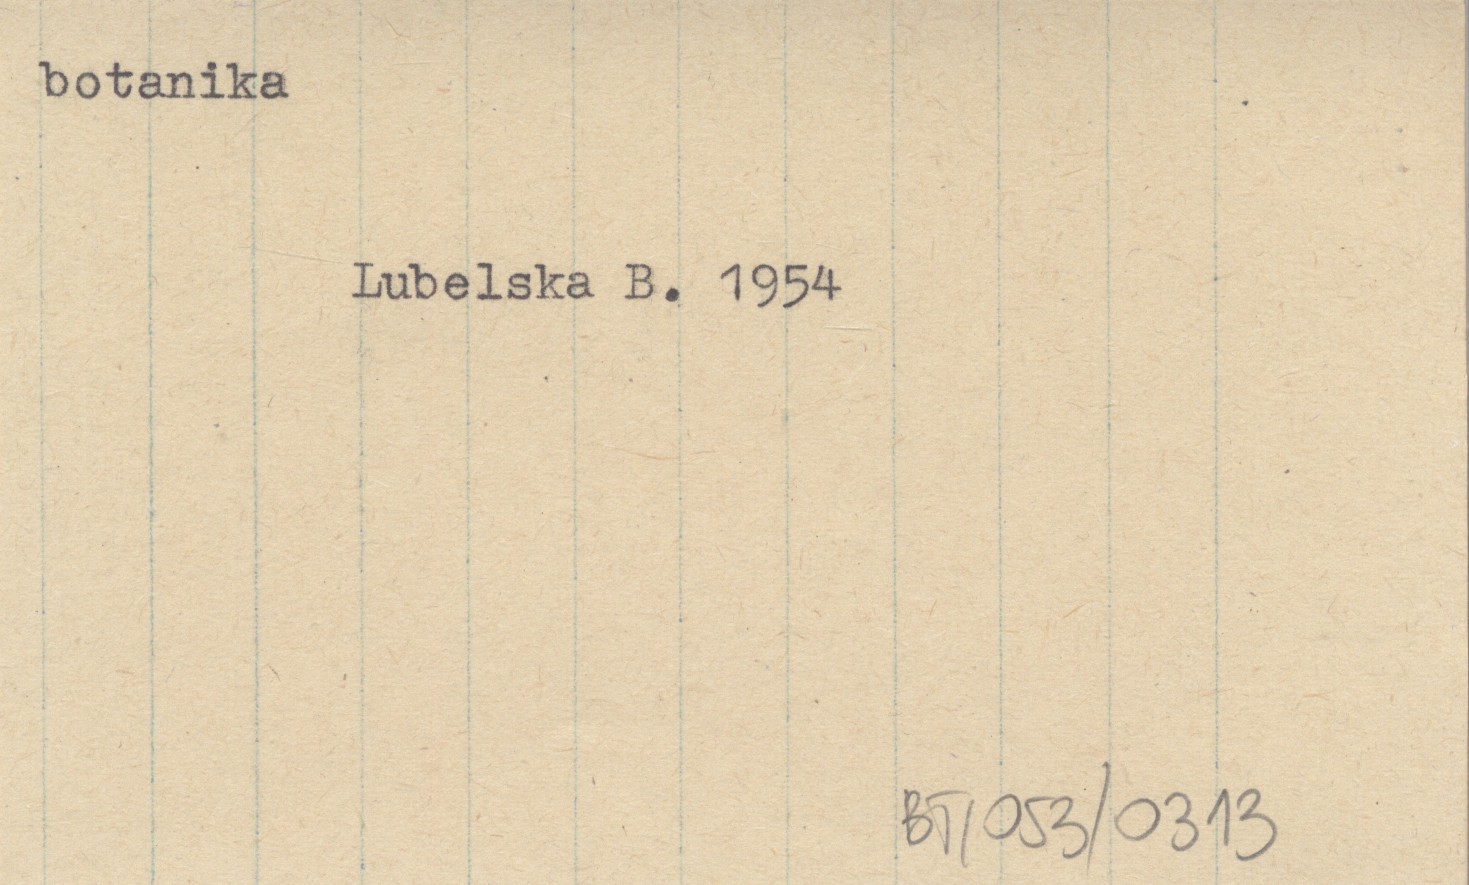 botanika
Lubelska B. 1954
BT/053/0313